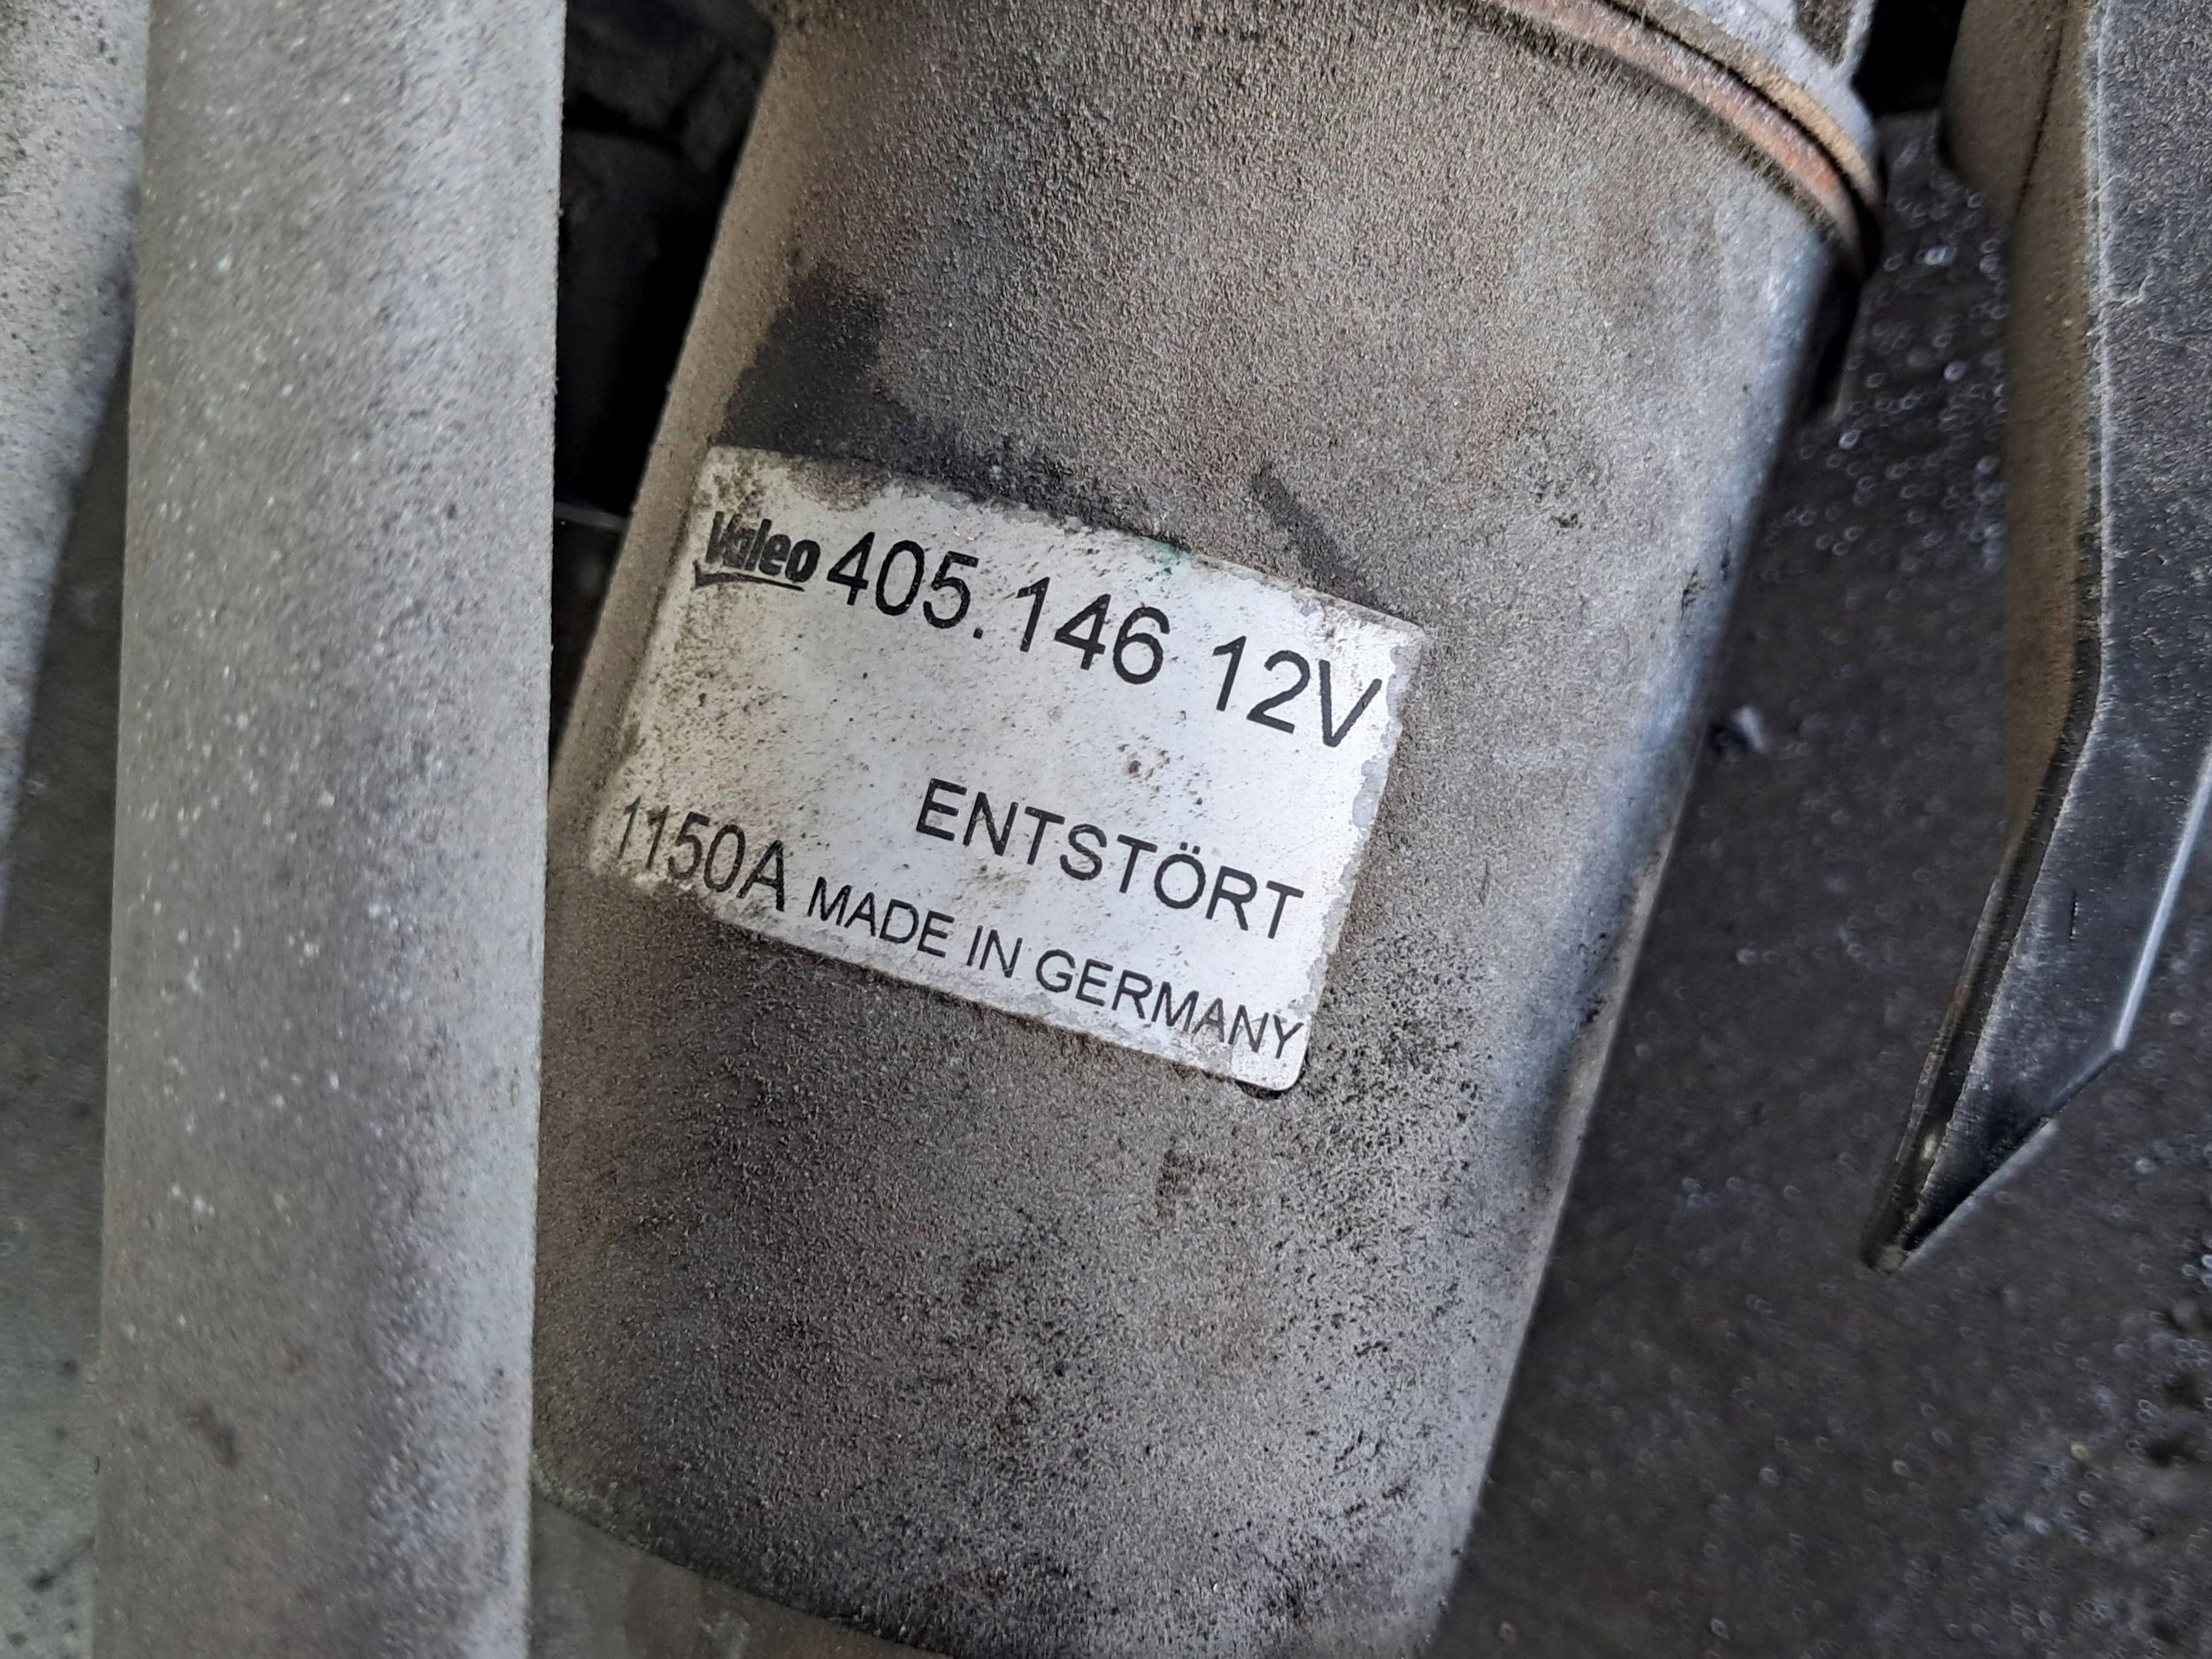 Valeo 405.146 12V
ENTSTÖRT
1150A MADE IN GERMANY